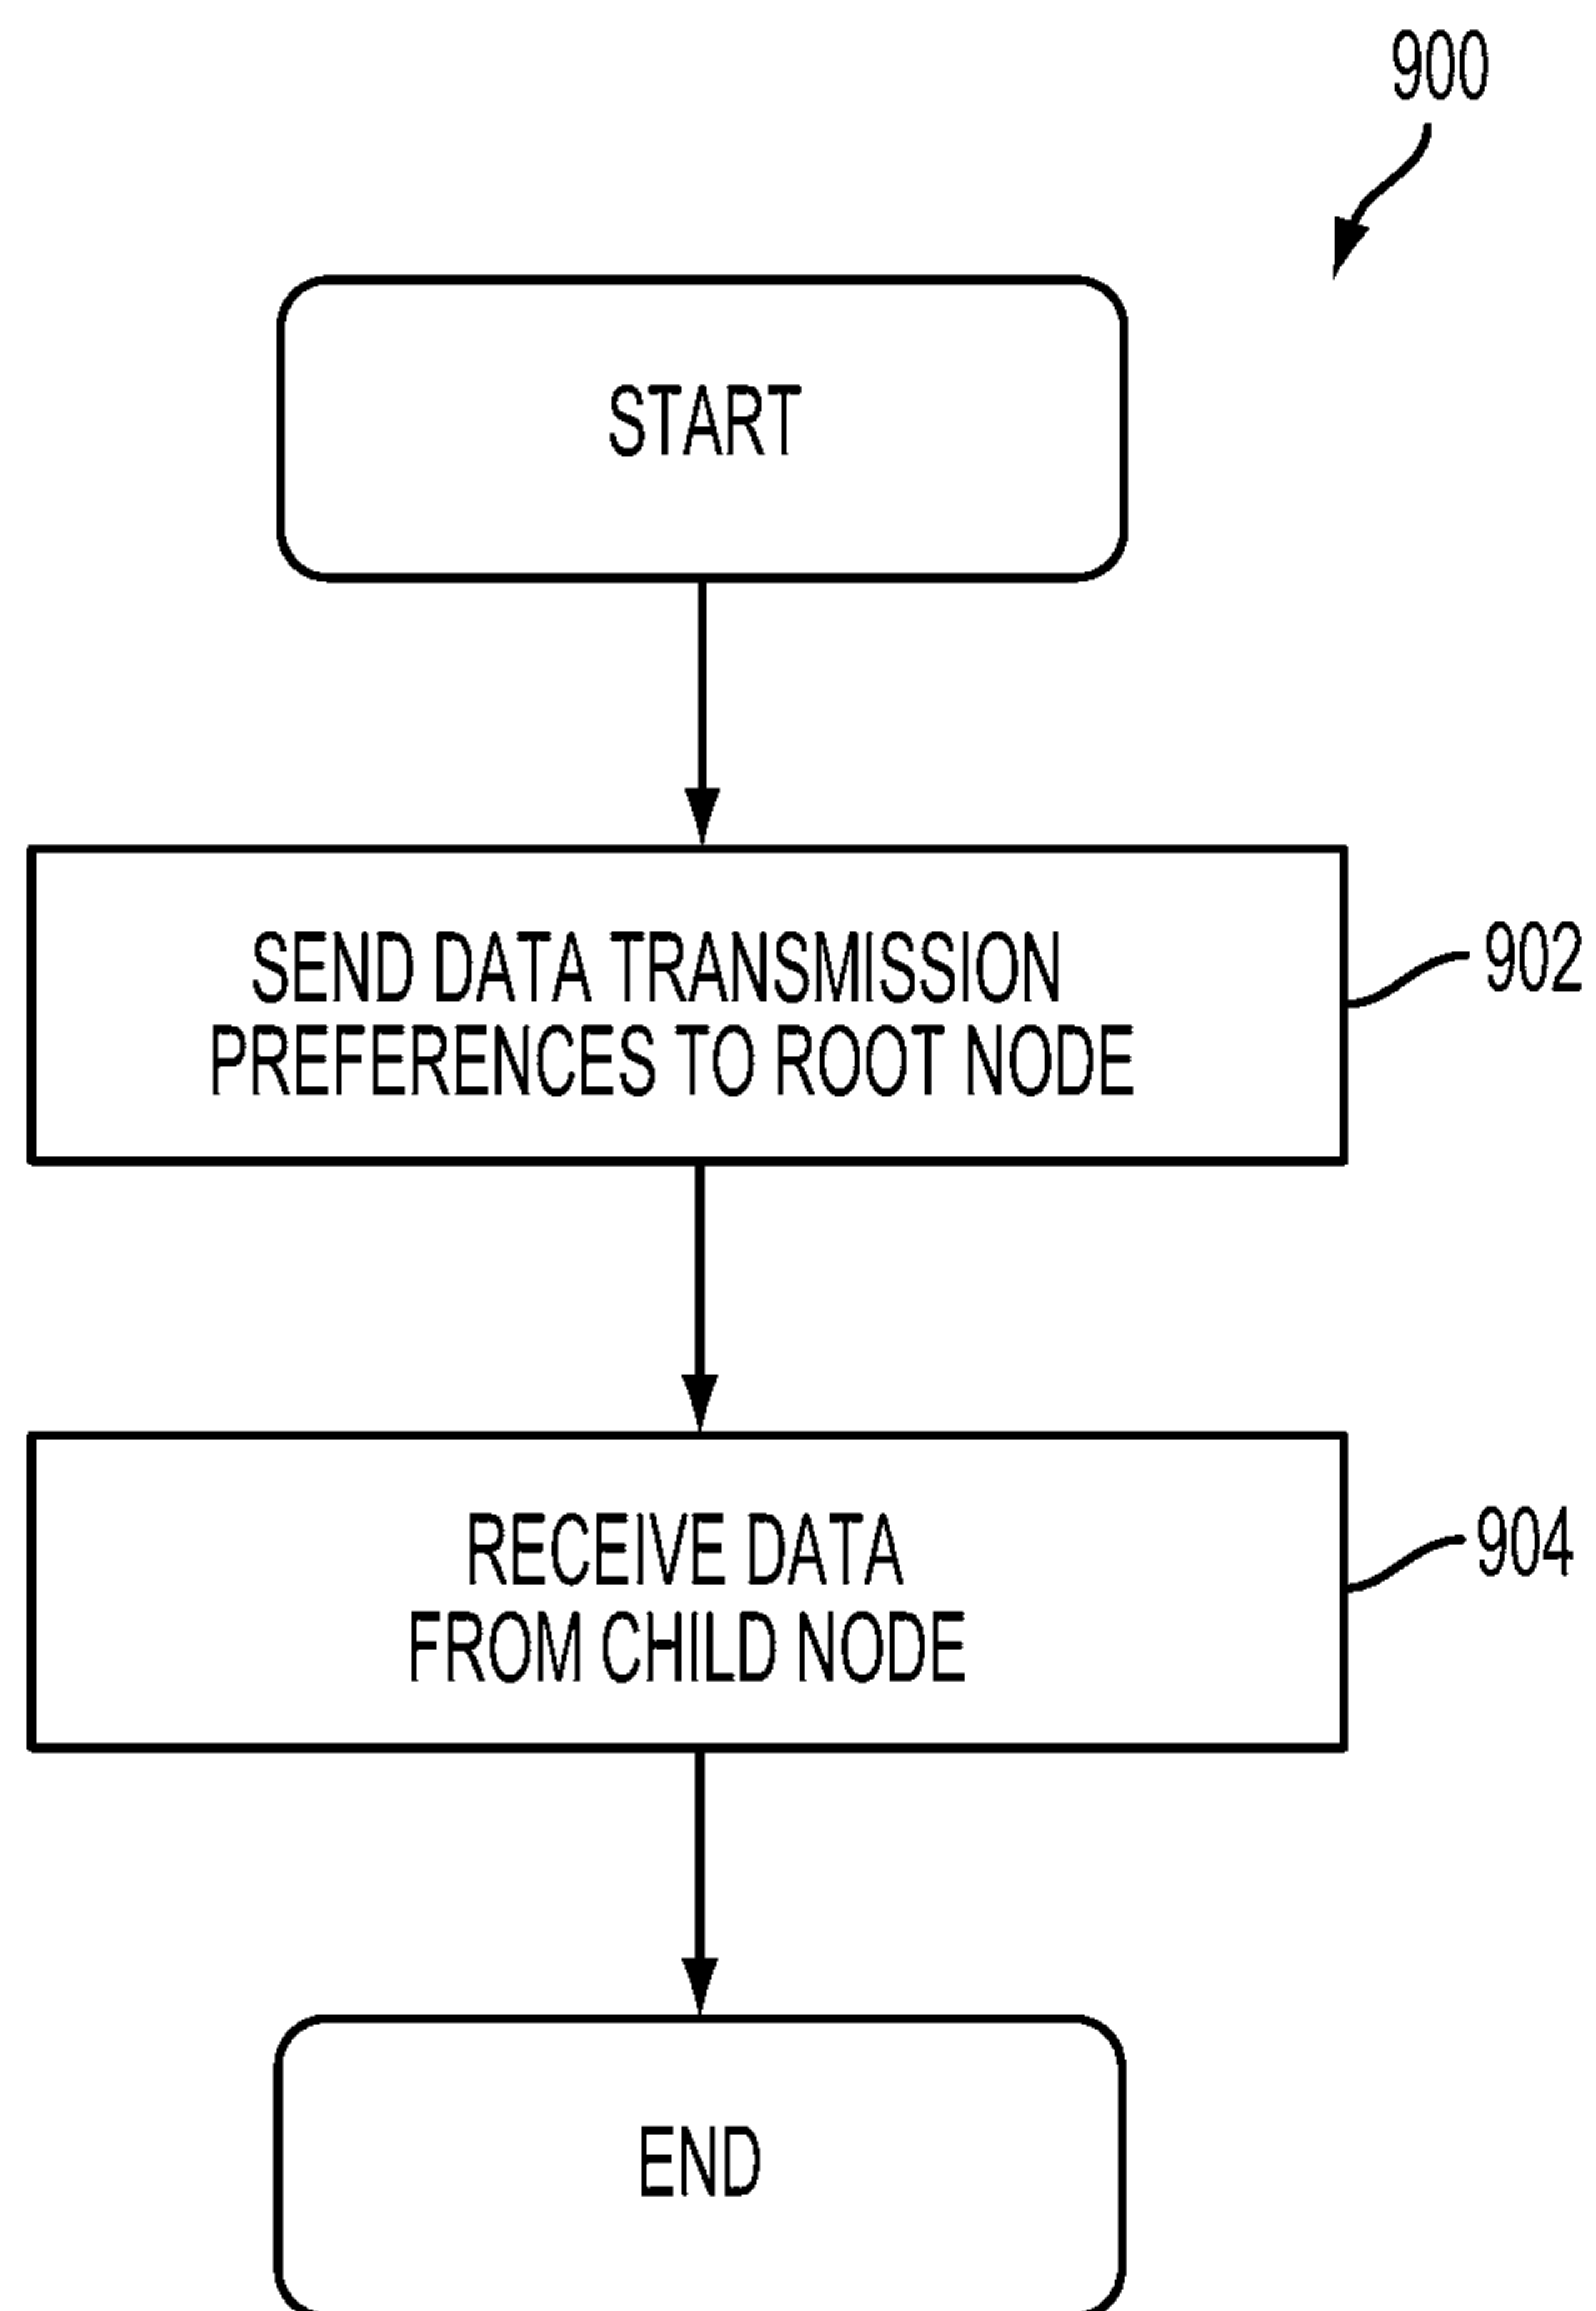 900
START
SEND DATA TRANSMISSION
PREFERENCES TO ROOT NODE
902
RECEIVE DATA
FROM CHILD NODE
904
END